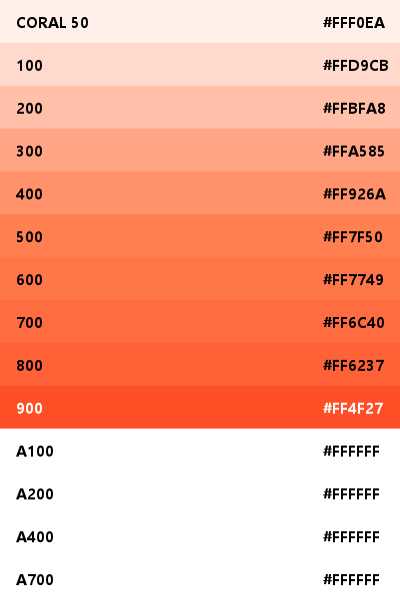 CORAL 50 #FFF0EA
100 #FFD9CB
200 #FFBFA8
300 #FFA585
400 #FF926A
500 #FF7F50
600 #FF7749
700 #FF6C40
800 #FF6237
900 #FF4F27
A100 #FFFFFF
A200 #FFFFFF
A400 #FFFFFF
A700 #FFFFFF